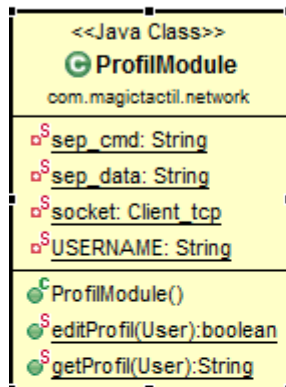 <<Java Class>>
C ProfilModule
com.magictactil.network
S sep_cmd: String
S sep_data: String
S socket: Client_tcp
S USERNAME: String
C ProfilModule()
S editProfil(User):boolean
S getProfil(User):String